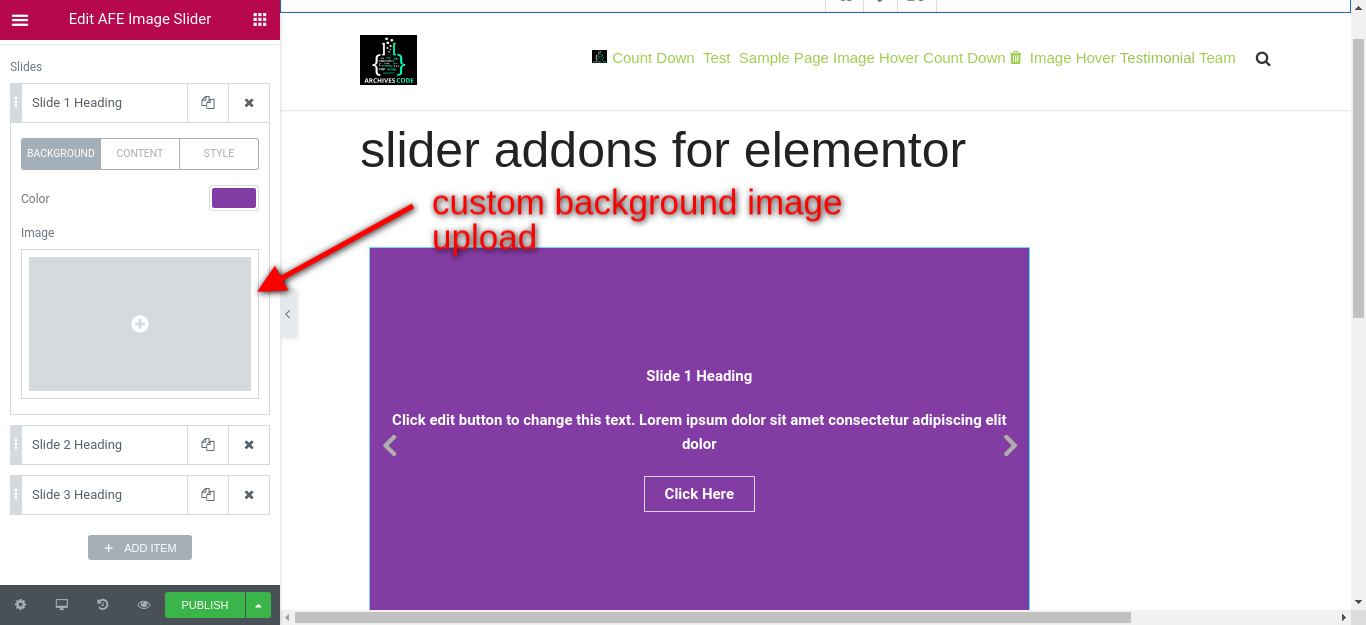 Edit AFE Image Slider
Slides
Slide 1 Heading
BACKGROUND CONTENT STYLE
Color
Image
Slide 2 Heading
Slide 3 Heading
+ ADD ITEM
PUBLISH
ARCHIVES CODE
Count Down Test Sample Page Image Hover Count Down Image Hover Testimonial Team
slider addons for elementor
custom background image
upload
Slide 1 Heading
Click edit button to change this text. Lorem ipsum dolor sit amet consectetur adipiscing elit
dolor
Click Here